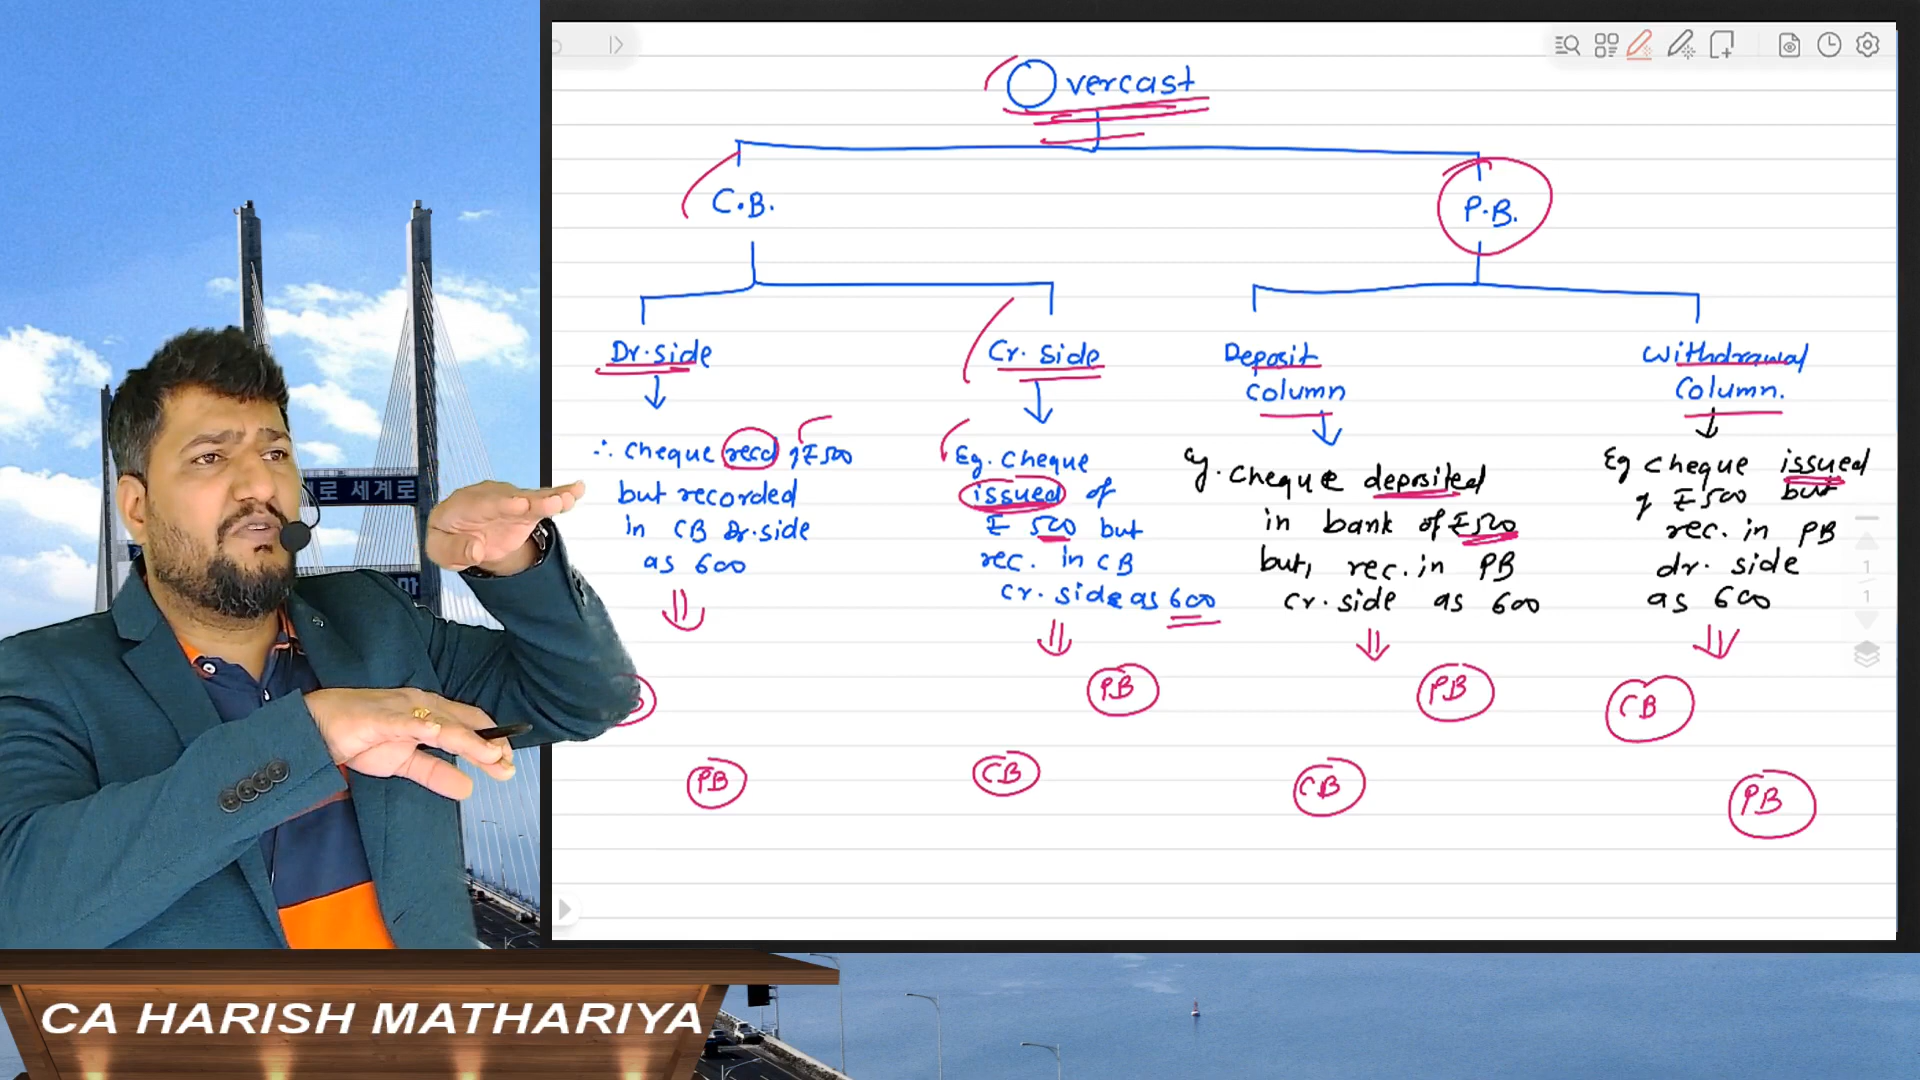 Overcast
C.B.
P.B.
Dr. side
Cr. side
Deposit
column
withdrawal
column.
∴ cheque recd of ₹ 500
but recorded
in CB Dr. side
as 600
Eg. cheque
issued of
₹ 500 but
rec. in CB
cr. side as 600
eg. cheque deposited
in bank of ₹ 500
but, rec. in PB
cr. side as 600
Eg cheque issued
of ₹ 500 but
rec. in PB
dr. side
as 600
PB
PB
CB
PB
CB
CB
PB
1
1
세계로
CA HARISH MATHARIYA